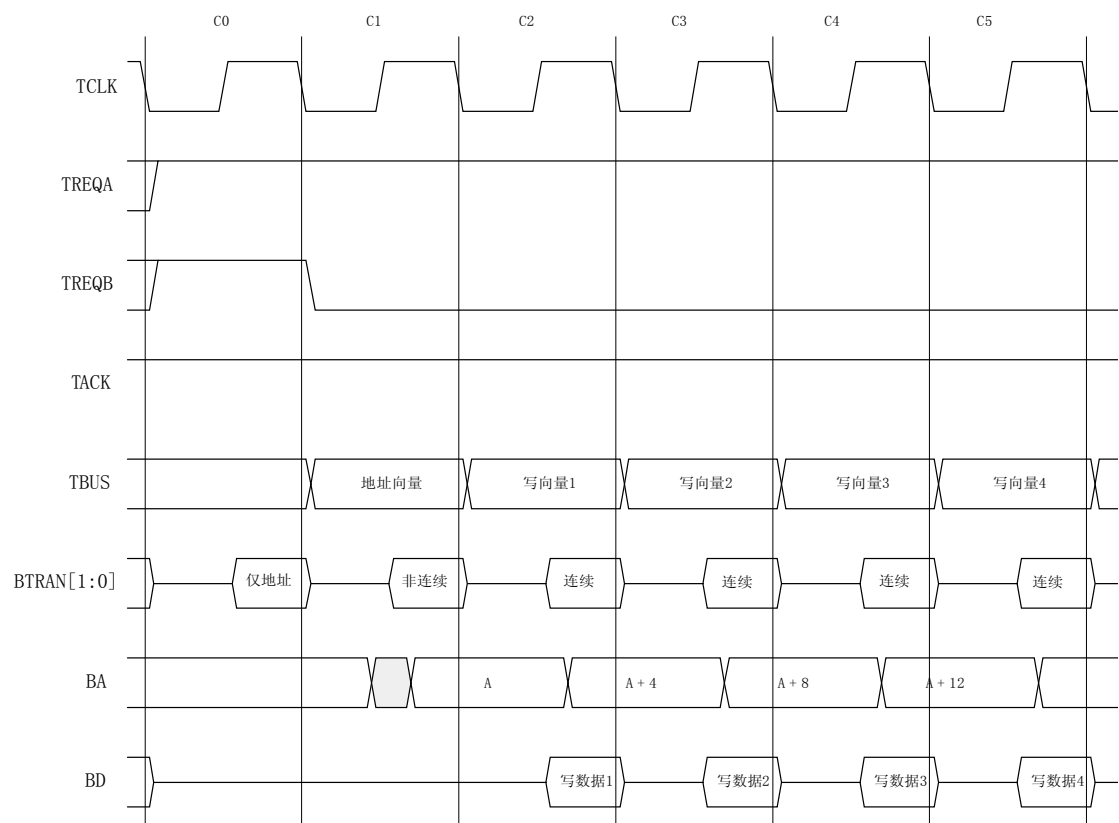 C0 C1 C2 C3 C4 C5
TCLK
TREQA
TREQB
TACK
TBUS 地址向量 写向量1 写向量2 写向量3 写向量4
BTRAN[1:0] 仅地址 非连续 连续 连续 连续 连续
BA A A + 4 A + 8 A + 12
BD 写数据1 写数据2 写数据3 写数据4